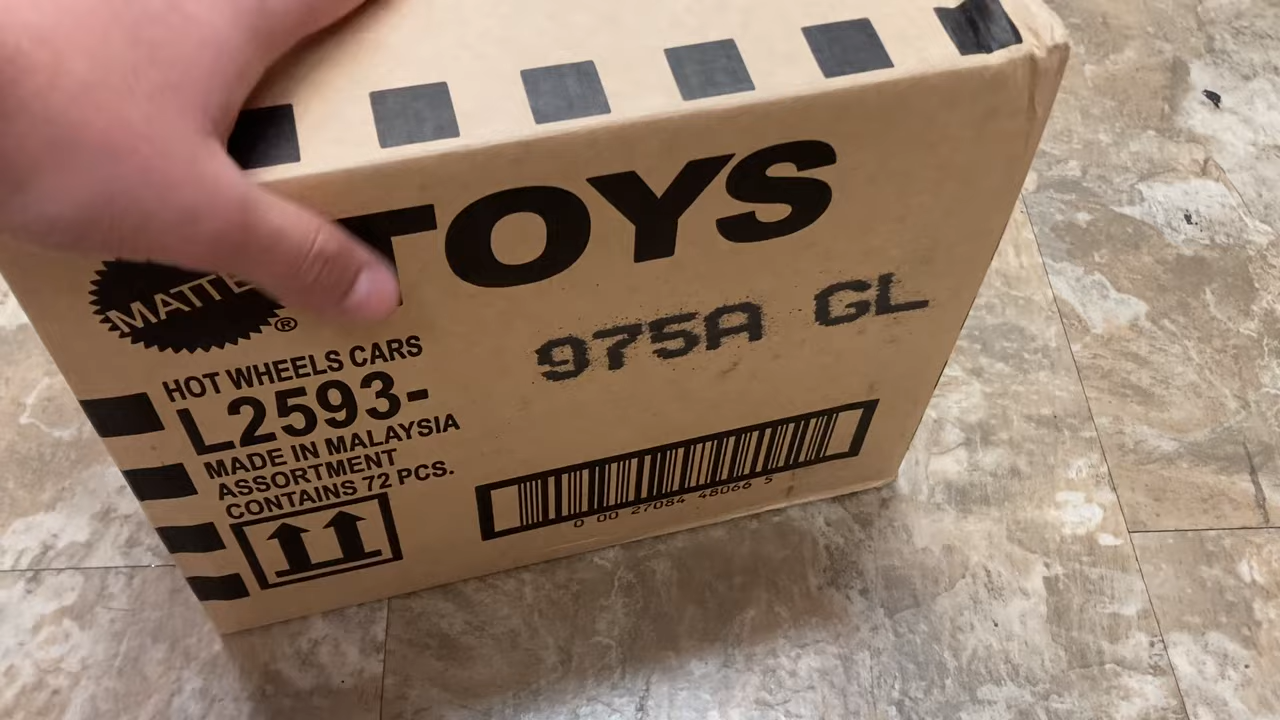 TOYS
MATTE
®
975A GL
HOT WHEELS CARS
L2593-
MADE IN MALAYSIA
ASSORTMENT
CONTAINS 72 PCS.
0 00 27084 48066 5